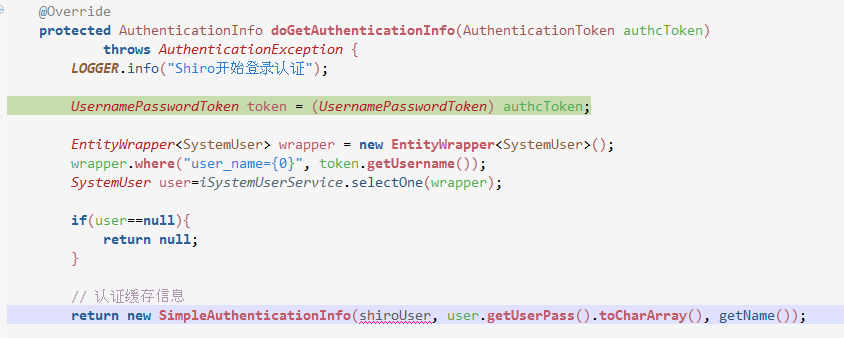 @Override
protected AuthenticationInfo doGetAuthenticationInfo(AuthenticationToken authcToken)
throws AuthenticationException {
LOGGER.info("Shiro开始登录认证");
UsernamePasswordToken token = (UsernamePasswordToken) authcToken;
EntityWrapper<SystemUser> wrapper = new EntityWrapper<SystemUser>();
wrapper.where("user_name={0}", token.getUsername());
SystemUser user=iSystemUserService.selectOne(wrapper);
if(user==null){
return null;
}
// 认证缓存信息
return new SimpleAuthenticationInfo(shiroUser, user.getUserPass().toCharArray(), getName());